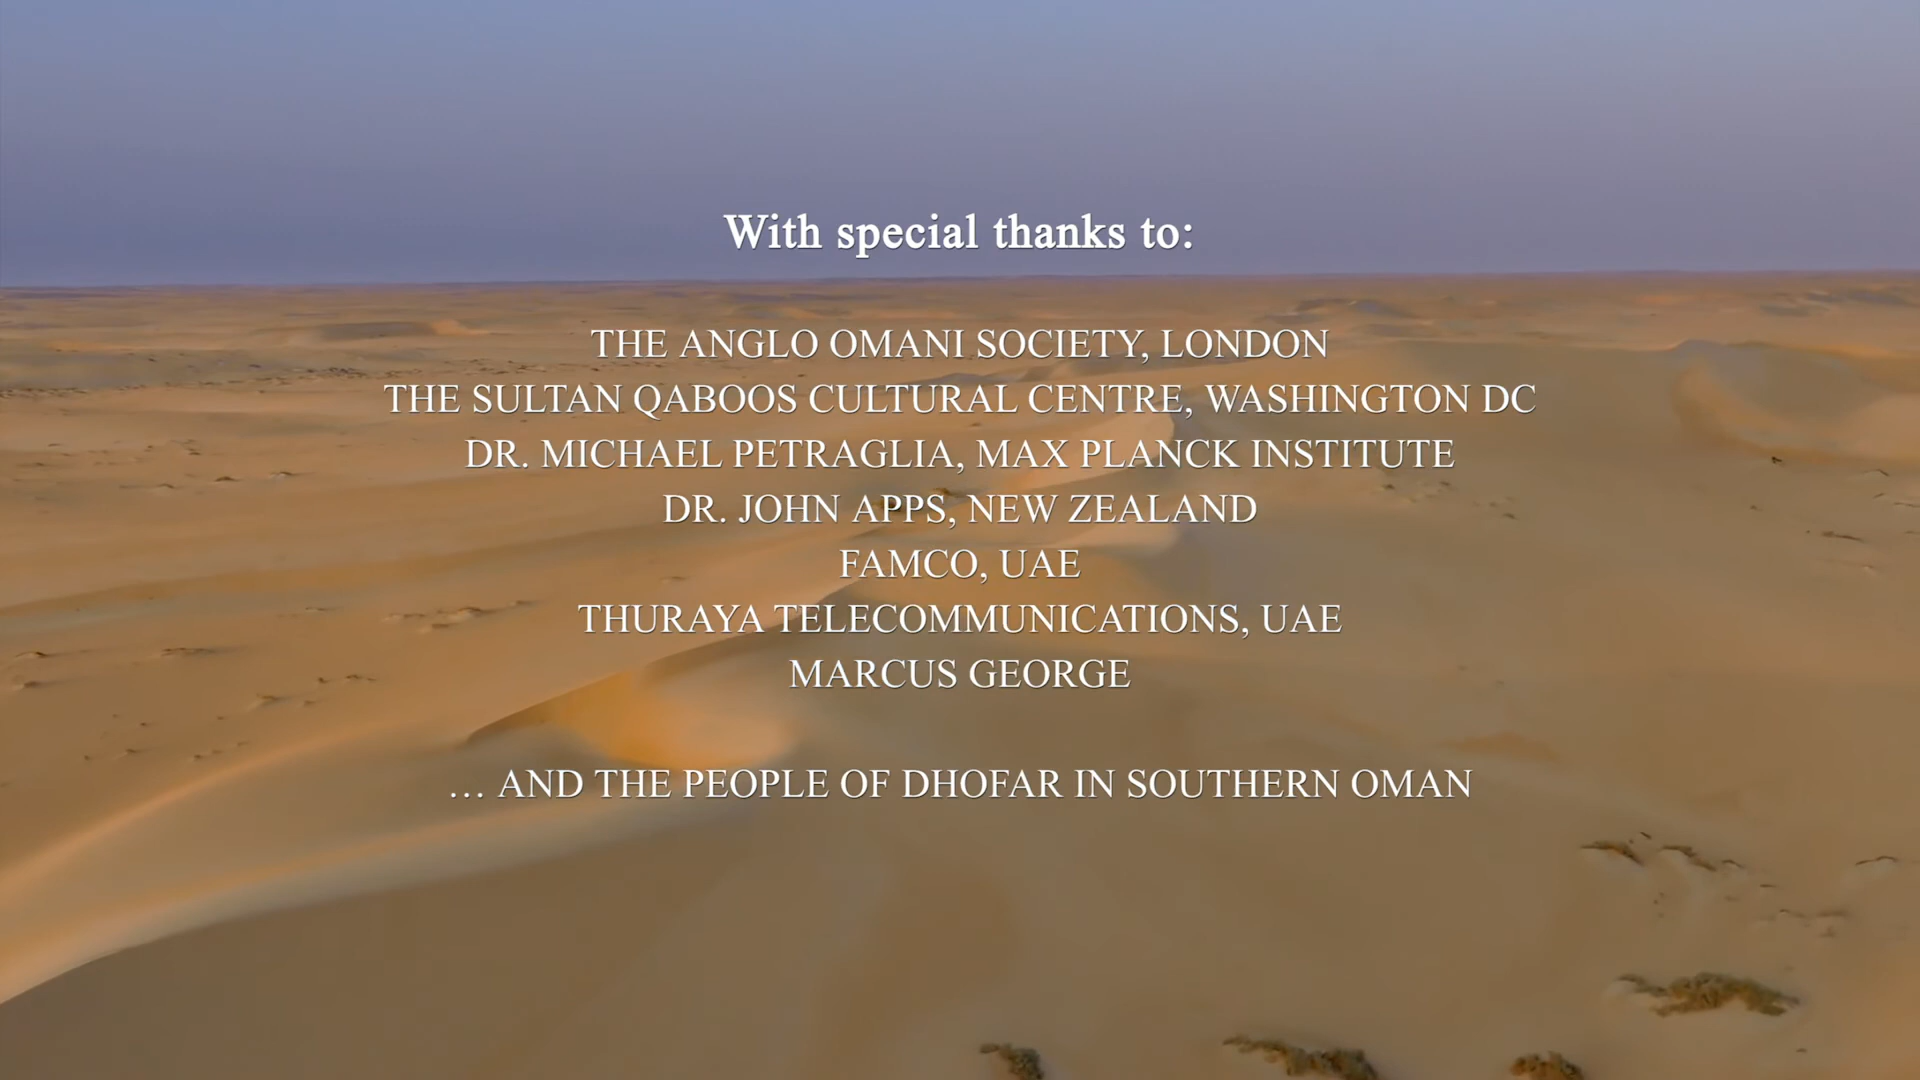 With special thanks to:
THE ANGLO OMANI SOCIETY, LONDON
THE SULTAN QABOOS CULTURAL CENTRE, WASHINGTON DC
DR. MICHAEL PETRAGLIA, MAX PLANCK INSTITUTE
DR. JOHN APPS, NEW ZEALAND
FAMCO, UAE
THURAYA TELECOMMUNICATIONS, UAE
MARCUS GEORGE
… AND THE PEOPLE OF DHOFAR IN SOUTHERN OMAN